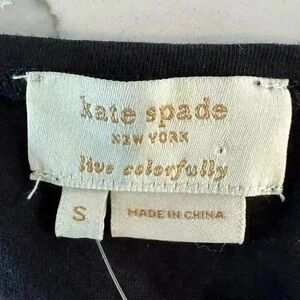 kate spade
NEW YORK
live colorfully
S
MADE IN CHINA